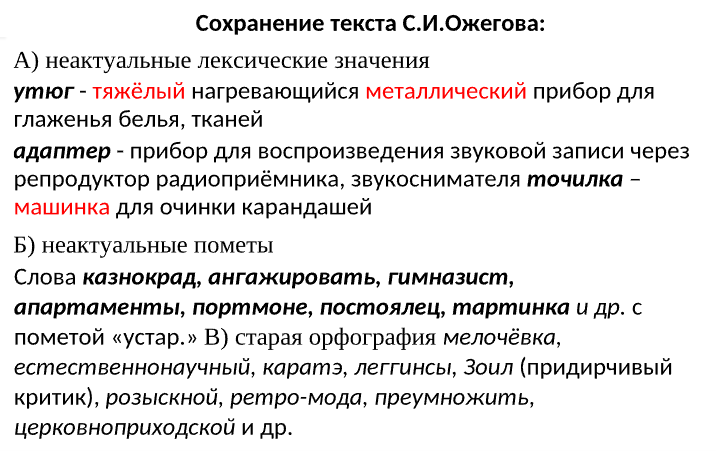 Сохранение текста С.И.Ожегова:
А) неактуальные лексические значения
утюг - тяжёлый нагревающийся металлический прибор для
глаженья белья, тканей
адаптер - прибор для воспроизведения звуковой записи через
репродуктор радиоприёмника, звукоснимателя точилка –
машинка для очинки карандашей
Б) неактуальные пометы
Слова казнокрад, ангажировать, гимназист,
апартаменты, портмоне, постоялец, тартинка и др. с
пометой «устар.» В) старая орфография мелочёвка,
естественнонаучный, каратэ, леггинсы, Зоил (придирчивый
критик), розыскной, ретро-мода, преумножить,
церковноприходской и др.